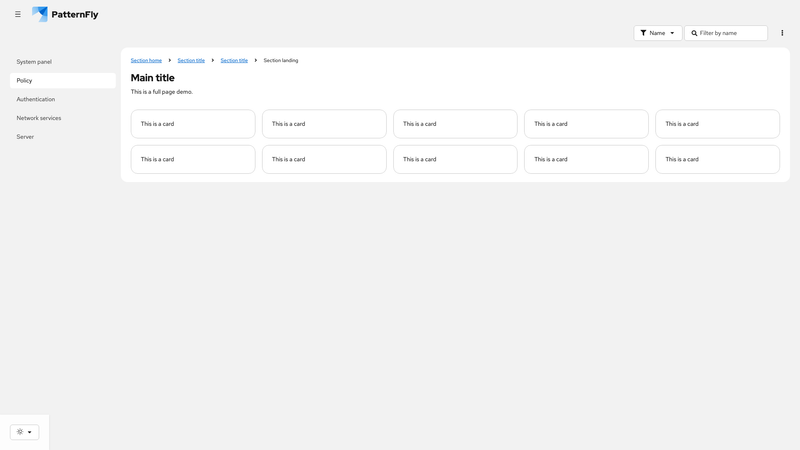 PatternFly
Name
Filter by name
System panel
Policy
Authentication
Network services
Server
Section home
Section title
Section title
Section landing
Main title
This is a full page demo.
This is a card
This is a card
This is a card
This is a card
This is a card
This is a card
This is a card
This is a card
This is a card
This is a card